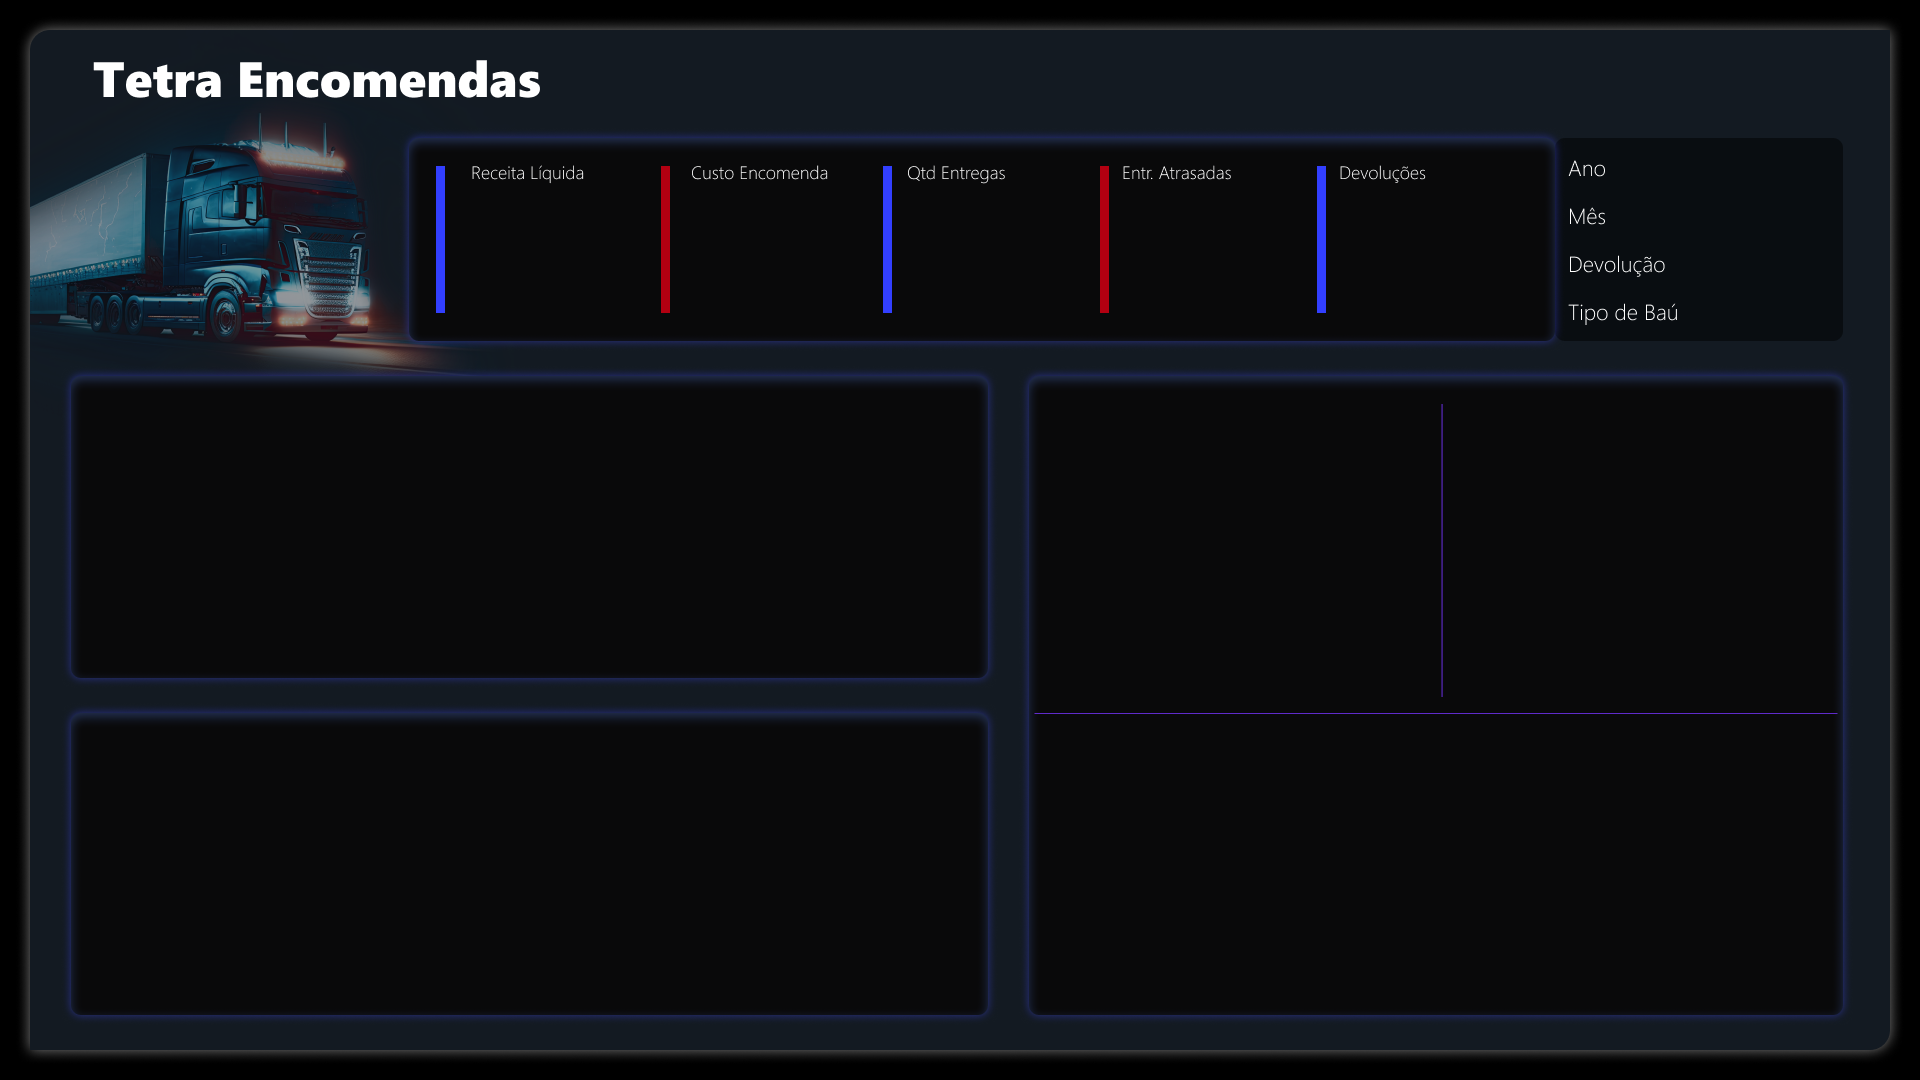 Tetra Encomendas
Receita Líquida
Custo Encomenda
Qtd Entregas
Entr. Atrasadas
Devoluções
Ano
Mês
Devolução
Tipo de Baú